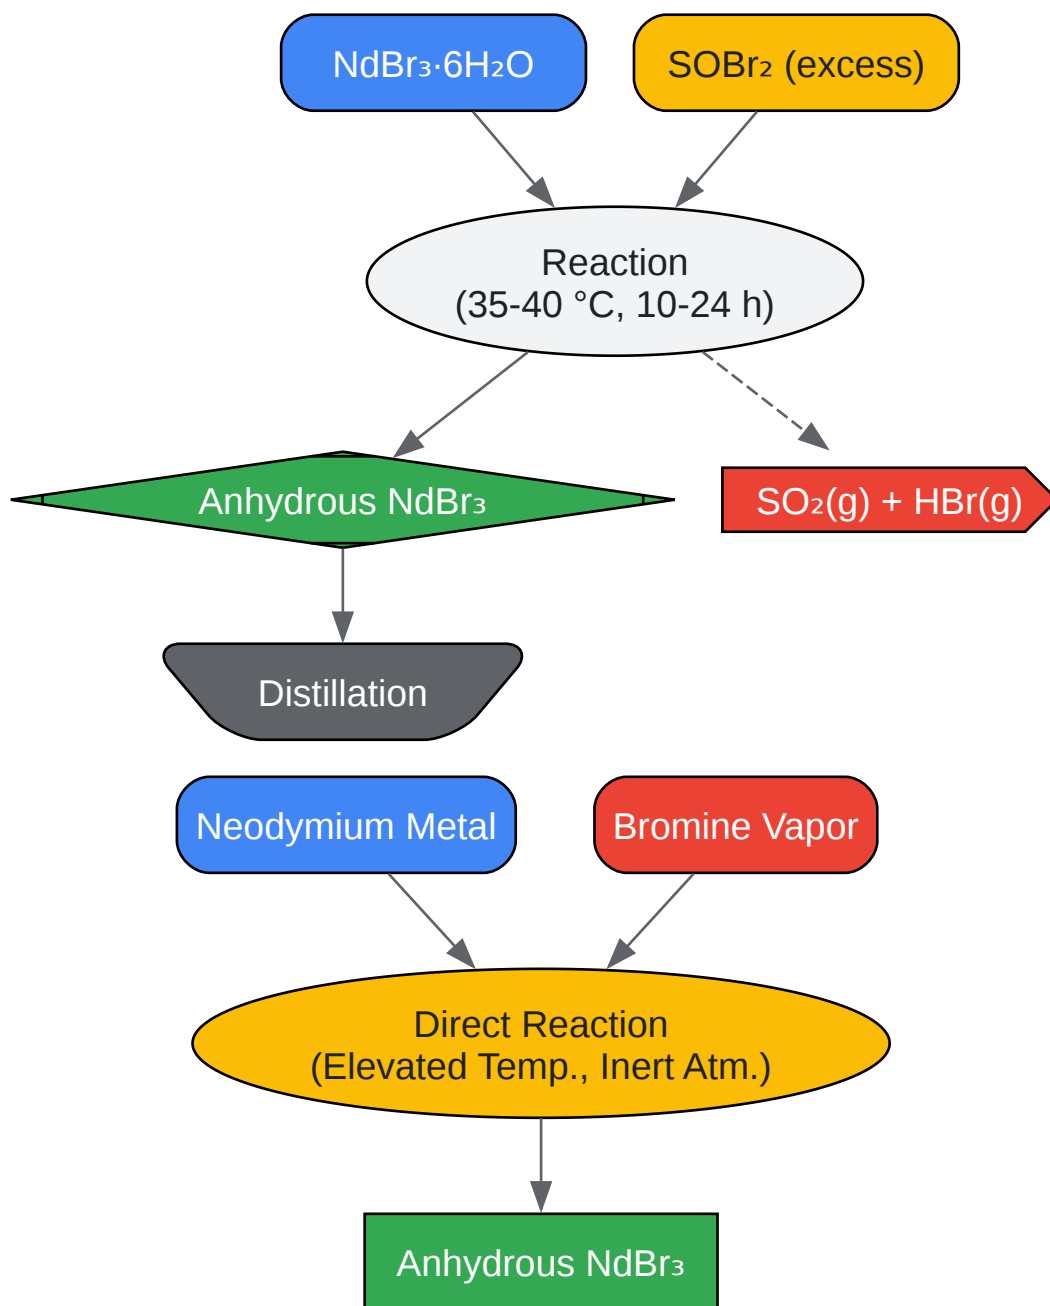 NdBr₃·6H₂O
SOBr₂ (excess)
Reaction
(35-40 °C, 10-24 h)
Anhydrous NdBr₃
SO₂(g) + HBr(g)
Distillation
Neodymium Metal
Bromine Vapor
Direct Reaction
(Elevated Temp., Inert Atm.)
Anhydrous NdBr₃